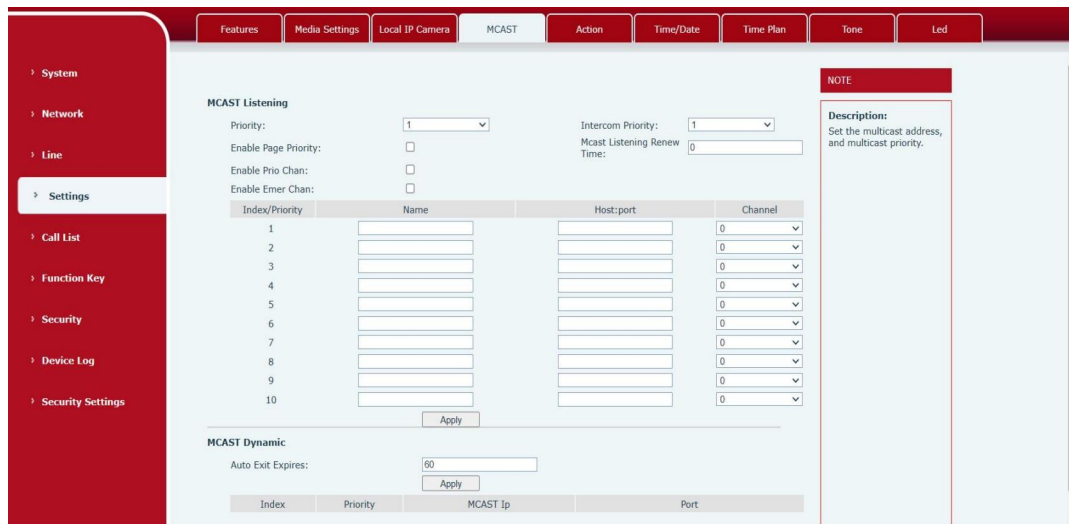 Features Media Settings Local IP Camera MCAST Action Time/Date Time Plan Tone Led
System
Network
Line
Settings
Call List
Function Key
Security
Device Log
Security Settings
MCAST Listening
Priority: 1 Intercom Priority: 1
Enable Page Priority: Mcast Listening Renew Time: 0
Enable Prio Chan:
Enable Emer Chan:
Index/Priority Name Host:port Channel
1 0
2 0
3 0
4 0
5 0
6 0
7 0
8 0
9 0
10 0
Apply
MCAST Dynamic
Auto Exit Expires: 60
Apply
Index Priority MCAST Ip Port
NOTE
Description:
Set the multicast address,
and multicast priority.